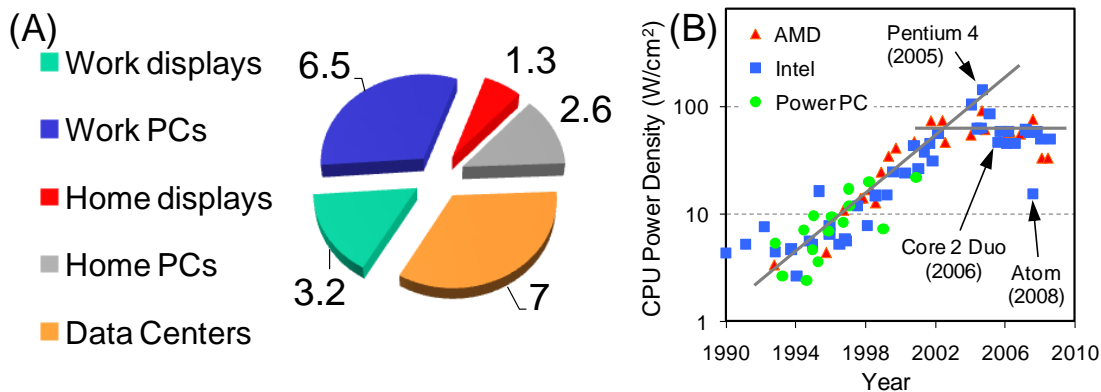 (A)
Work displays
Work PCs
Home displays
Home PCs
Data Centers
6.5
1.3
2.6
3.2
7
(B)
CPU Power Density (W/cm²)
100
10
1
AMD
Intel
Power PC
Pentium 4
(2005)
Core 2 Duo
(2006)
Atom
(2008)
1990
1994
1998
2002
2006
2010
Year